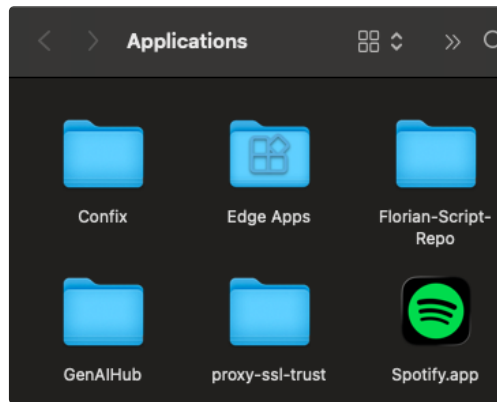 Applications
Confix
Edge Apps
Florian-Script-
Repo
GenAIHub
proxy-ssl-trust
Spotify.app